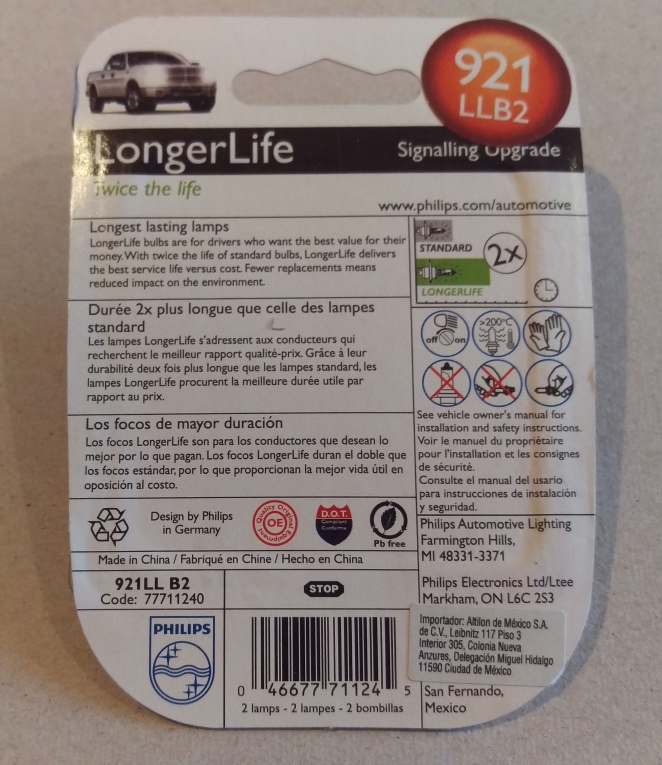 921
LLB2
LongerLife
Signalling Upgrade
Twice the life
www.philips.com/automotive
Longest lasting lamps
LongerLife bulbs are for drivers who want the best value for their
money. With twice the life of standard bulbs, LongerLife delivers
the best service life versus cost. Fewer replacements means
reduced impact on the environment.
STANDARD
2x
LONGERLIFE
Durée 2x plus longue que celle des lampes
standard
Les lampes LongerLife s'adressent aux conducteurs qui
recherchent le meilleur rapport qualité-prix. Grâce à leur
durabilité deux fois plus longue que les lampes standard, les
lampes LongerLife procurent la meilleure durée utile par
rapport au prix.
off on
>200°C
Los focos de mayor duración
Los focos LongerLife son para los conductores que desean lo
mejor por lo que pagan. Los focos LongerLife duran el doble que
los focos estándar, por lo que proporcionan la mejor vida útil en
oposición al costo.
See vehicle owner's manual for
installation and safety instructions.
Voir le manuel du propriétaire
pour l'installation et les consignes
de sécurité.
Consulte el manual del usario
para instrucciones de instalación
y seguridad.
Design by Philips
in Germany
Quality Original Equipment
OE
D.O.T.
Compliant
Conforme
Pb free
Made in China / Fabriqué en Chine / Hecho en China
Philips Automotive Lighting
Farmington Hills,
MI 48331-3371
921LL B2
Code: 77711240
STOP
Philips Electronics Ltd/Ltee
Markham, ON L6C 2S3
PHILIPS
0 46677 71124 5
2 lamps - 2 lampes - 2 bombillas
Importador: Altilon de México S.A.
de C.V., Leibnitz 117 Piso 3
Interior 305, Colonia Nueva
Anzures, Delegación Miguel Hidalgo
11590 Ciudad de México
San Fernando,
Mexico